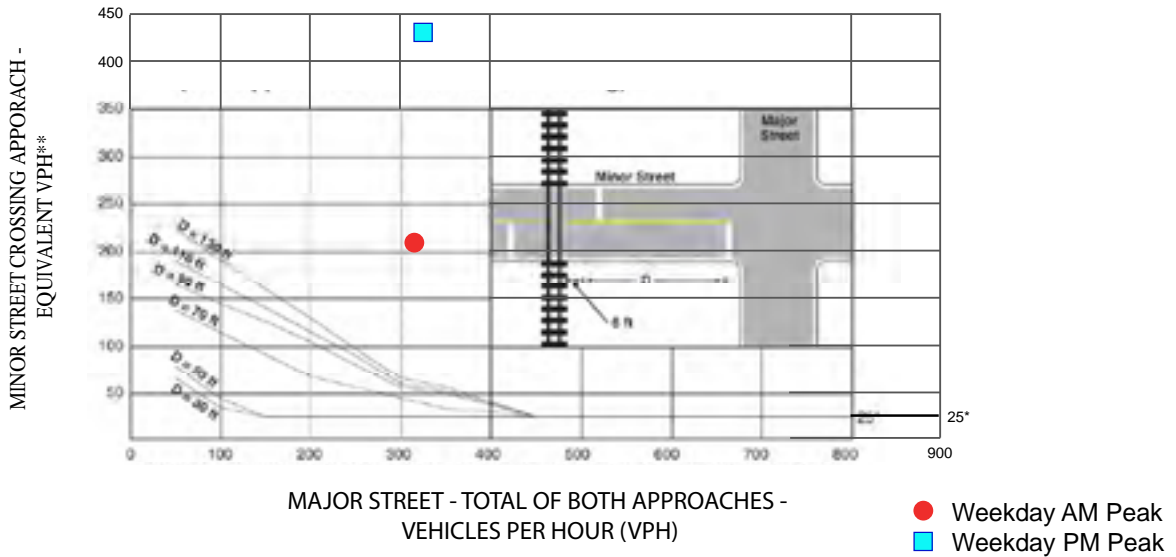 450
400
350
300
250
200
150
100
50
0
MINOR STREET CROSSING APPORACH -
EQUIVALENT VPH**
D = 130 ft
D = 110 ft
D = 90 ft
D = 70 ft
D = 50 ft
D = 30 ft
Major
Street
Minor Street
D
6 ft
25*
25*
0 100 200 300 400 500 600 700 800 900
MAJOR STREET - TOTAL OF BOTH APPROACHES -
VEHICLES PER HOUR (VPH)
Weekday AM Peak
Weekday PM Peak